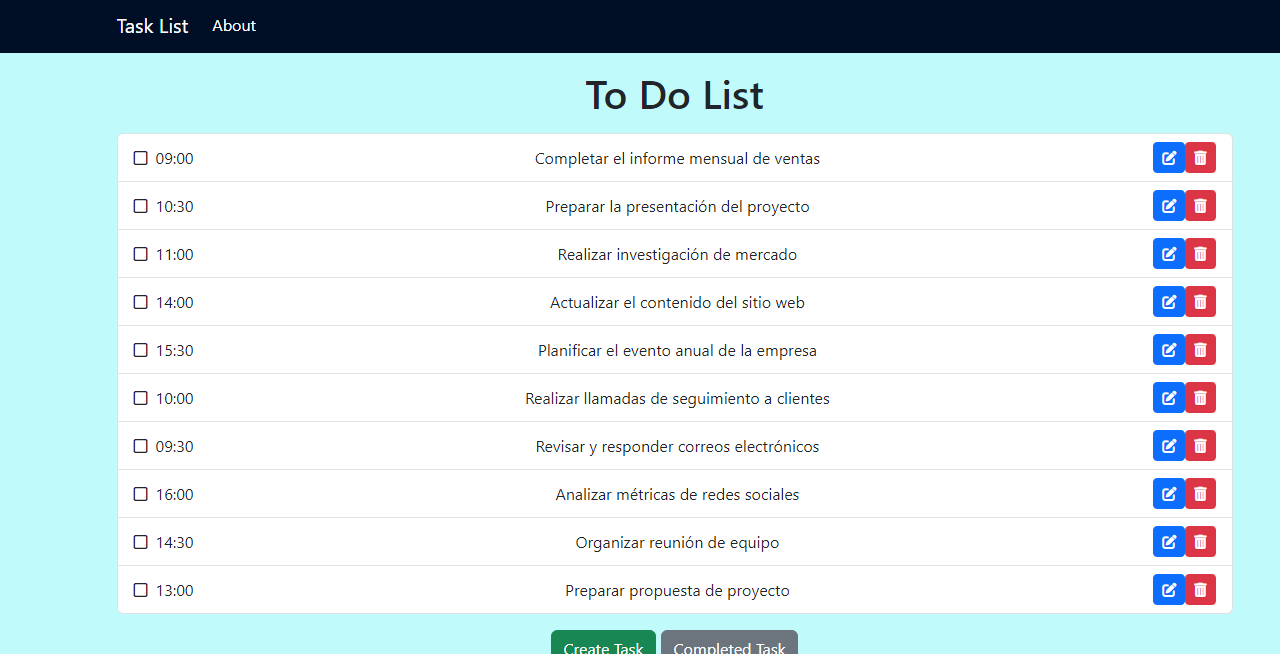 Task List About
To Do List
09:00 Completar el informe mensual de ventas
10:30 Preparar la presentación del proyecto
11:00 Realizar investigación de mercado
14:00 Actualizar el contenido del sitio web
15:30 Planificar el evento anual de la empresa
10:00 Realizar llamadas de seguimiento a clientes
09:30 Revisar y responder correos electrónicos
16:00 Analizar métricas de redes sociales
14:30 Organizar reunión de equipo
13:00 Preparar propuesta de proyecto
Create Task Completed Task